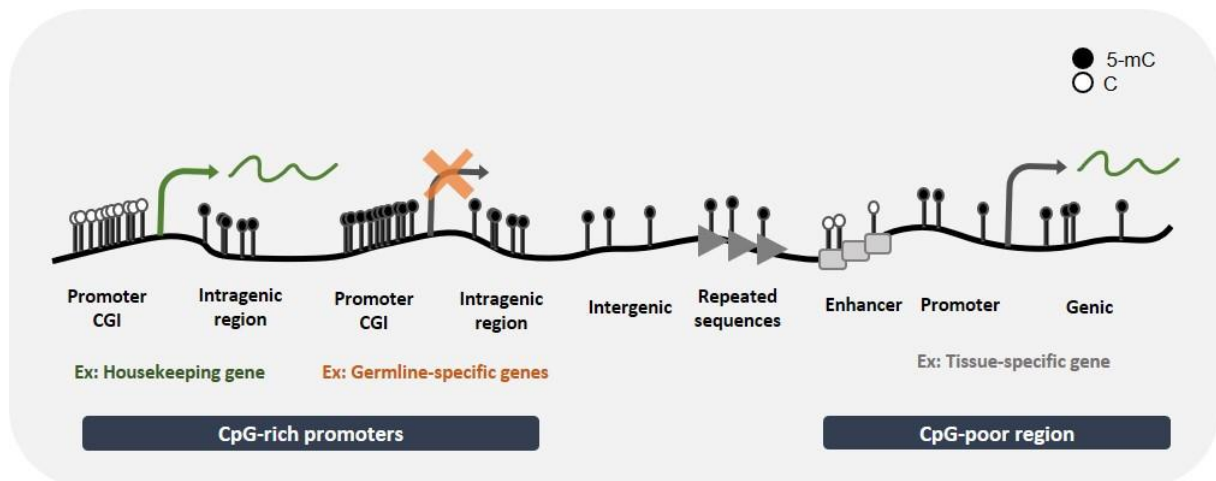 5-mC
C
Promoter
CGI
Intragenic
region
Promoter
CGI
Intragenic
region
Intergenic
Repeated
sequences
Enhancer
Promoter
Genic
Ex: Housekeeping gene
Ex: Germline-specific genes
Ex: Tissue-specific gene
CpG-rich promoters
CpG-poor region